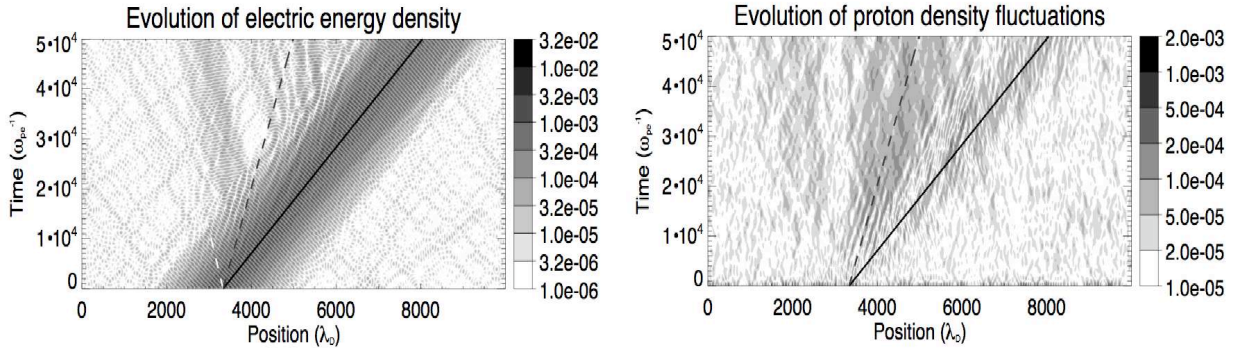 Evolution of electric energy density
5•10⁴
4•10⁴
3•10⁴
2•10⁴
1•10⁴
0
Time (ωpe⁻¹)
0 2000 4000 6000 8000
Position (λD)
3.2e-02
1.0e-02
3.2e-03
1.0e-03
3.2e-04
1.0e-04
3.2e-05
1.0e-05
3.2e-06
1.0e-06
Evolution of proton density fluctuations
5•10⁴
4•10⁴
3•10⁴
2•10⁴
1•10⁴
0
Time (ωpe⁻¹)
0 2000 4000 6000 8000
Position (λD)
2.0e-03
1.0e-03
5.0e-04
2.0e-04
1.0e-04
5.0e-05
2.0e-05
1.0e-05